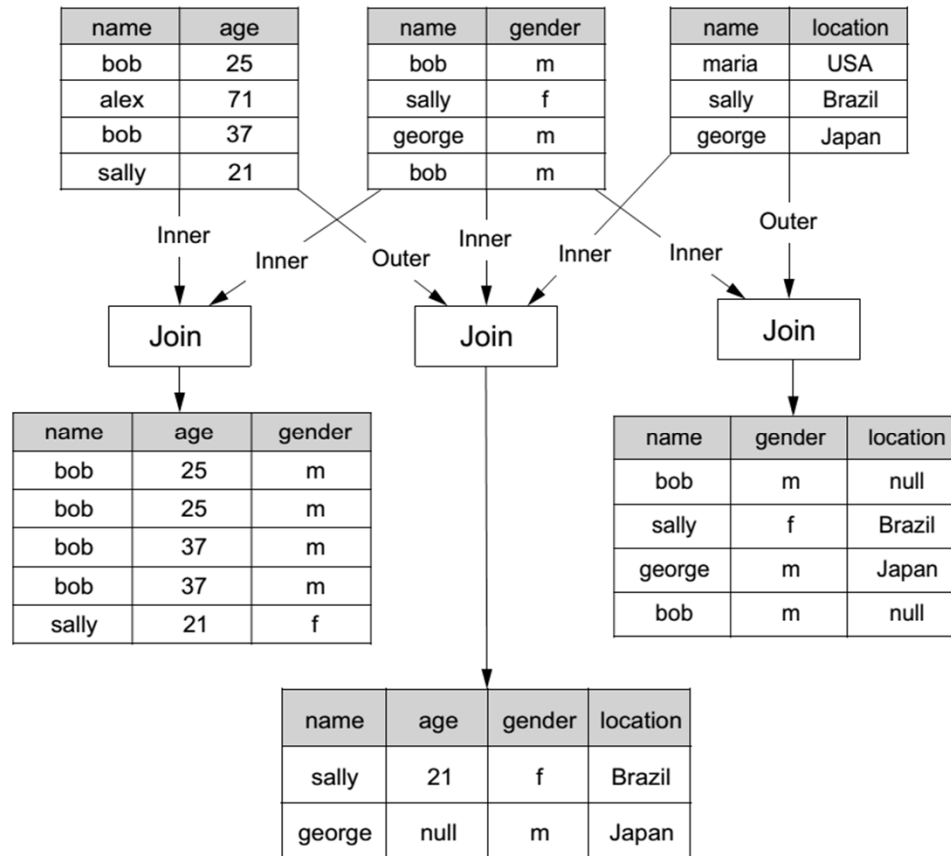 name age
bob 25
alex 71
bob 37
sally 21
name gender
bob m
sally f
george m
bob m
name location
maria USA
sally Brazil
george Japan
Inner
Inner
Outer
Inner
Inner
Inner
Outer
Join
Join
Join
name age gender
bob 25 m
bob 25 m
bob 37 m
bob 37 m
sally 21 f
name gender location
bob m null
sally f Brazil
george m Japan
bob m null
name age gender location
sally 21 f Brazil
george null m Japan